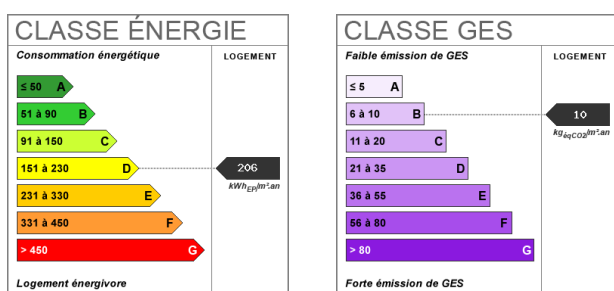 CLASSE ÉNERGIE
Consommation énergétique
LOGEMENT
≤ 50 A
51 à 90 B
91 à 150 C
151 à 230 D
206
kWhEP/m².an
231 à 330 E
331 à 450 F
> 450 G
Logement énergivore
CLASSE GES
Faible émission de GES
LOGEMENT
≤ 5 A
6 à 10 B
10
kgéqCO2/m².an
11 à 20 C
21 à 35 D
36 à 55 E
56 à 80 F
> 80 G
Forte émission de GES